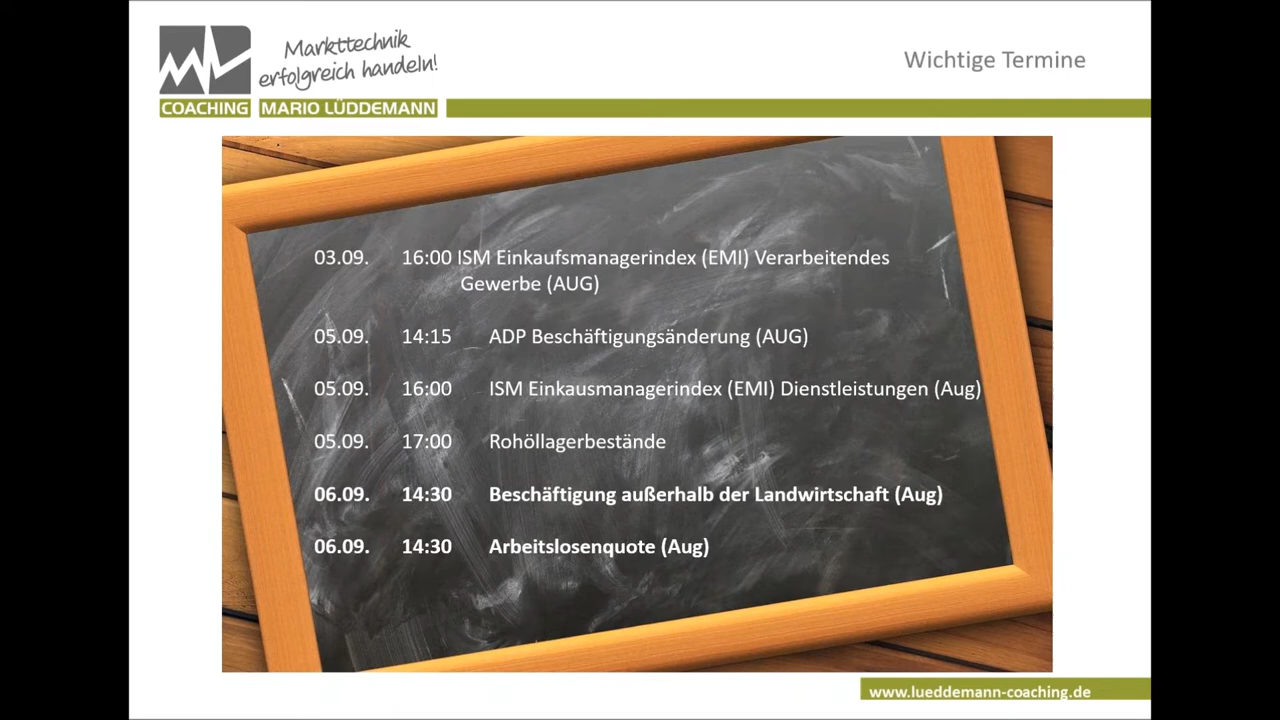 Markttechnik
erfolgreich handeln!
COACHING MARIO LÜDDEMANN
Wichtige Termine
03.09. 16:00 ISM Einkaufsmanagerindex (EMI) Verarbeitendes
Gewerbe (AUG)
05.09. 14:15 ADP Beschäftigungsänderung (AUG)
05.09. 16:00 ISM Einkausmanagerindex (EMI) Dienstleistungen (Aug)
05.09. 17:00 Rohöllagerbestände
06.09. 14:30 Beschäftigung außerhalb der Landwirtschaft (Aug)
06.09. 14:30 Arbeitslosenquote (Aug)
www.lueddemann-coaching.de